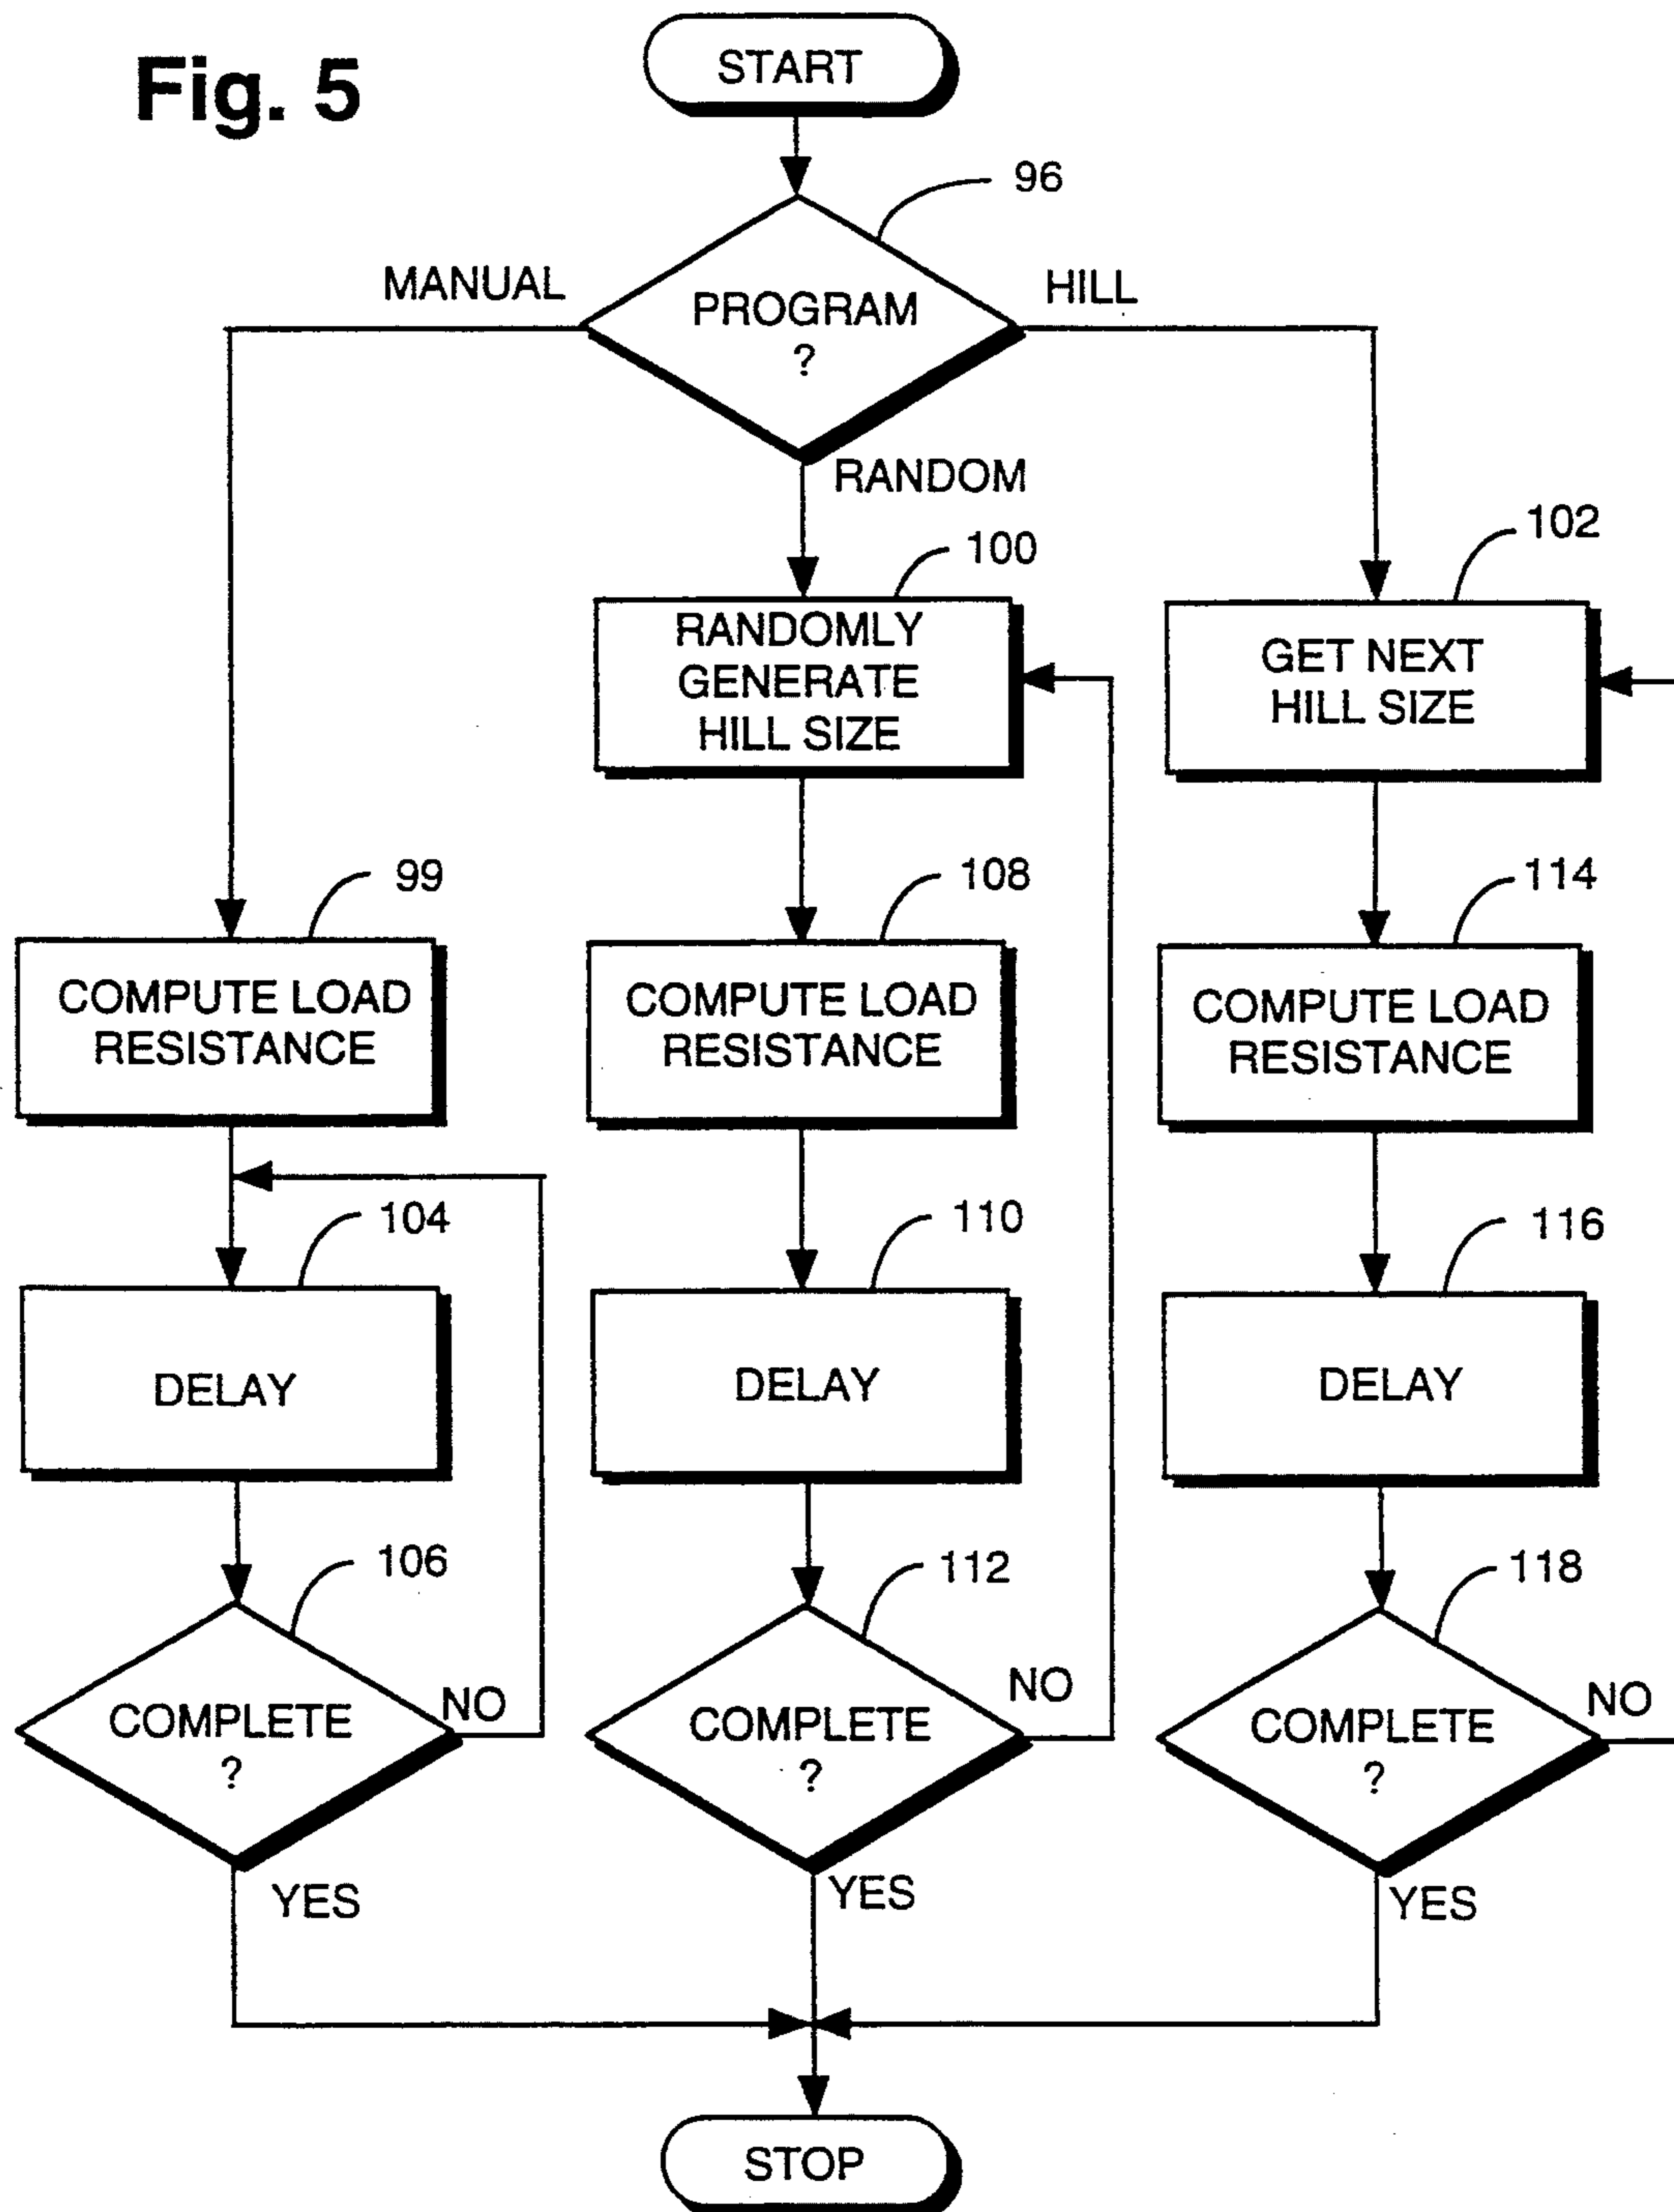 Fig. 5
START
96
MANUAL
HILL
PROGRAM
?
RANDOM
100
102
RANDOMLY
GENERATE
HILL SIZE
GET NEXT
HILL SIZE
99
108
114
COMPUTE LOAD
RESISTANCE
COMPUTE LOAD
RESISTANCE
COMPUTE LOAD
RESISTANCE
104
110
116
DELAY
DELAY
DELAY
106
112
118
COMPLETE
?
NO
COMPLETE
?
NO
COMPLETE
?
NO
YES
YES
YES
STOP